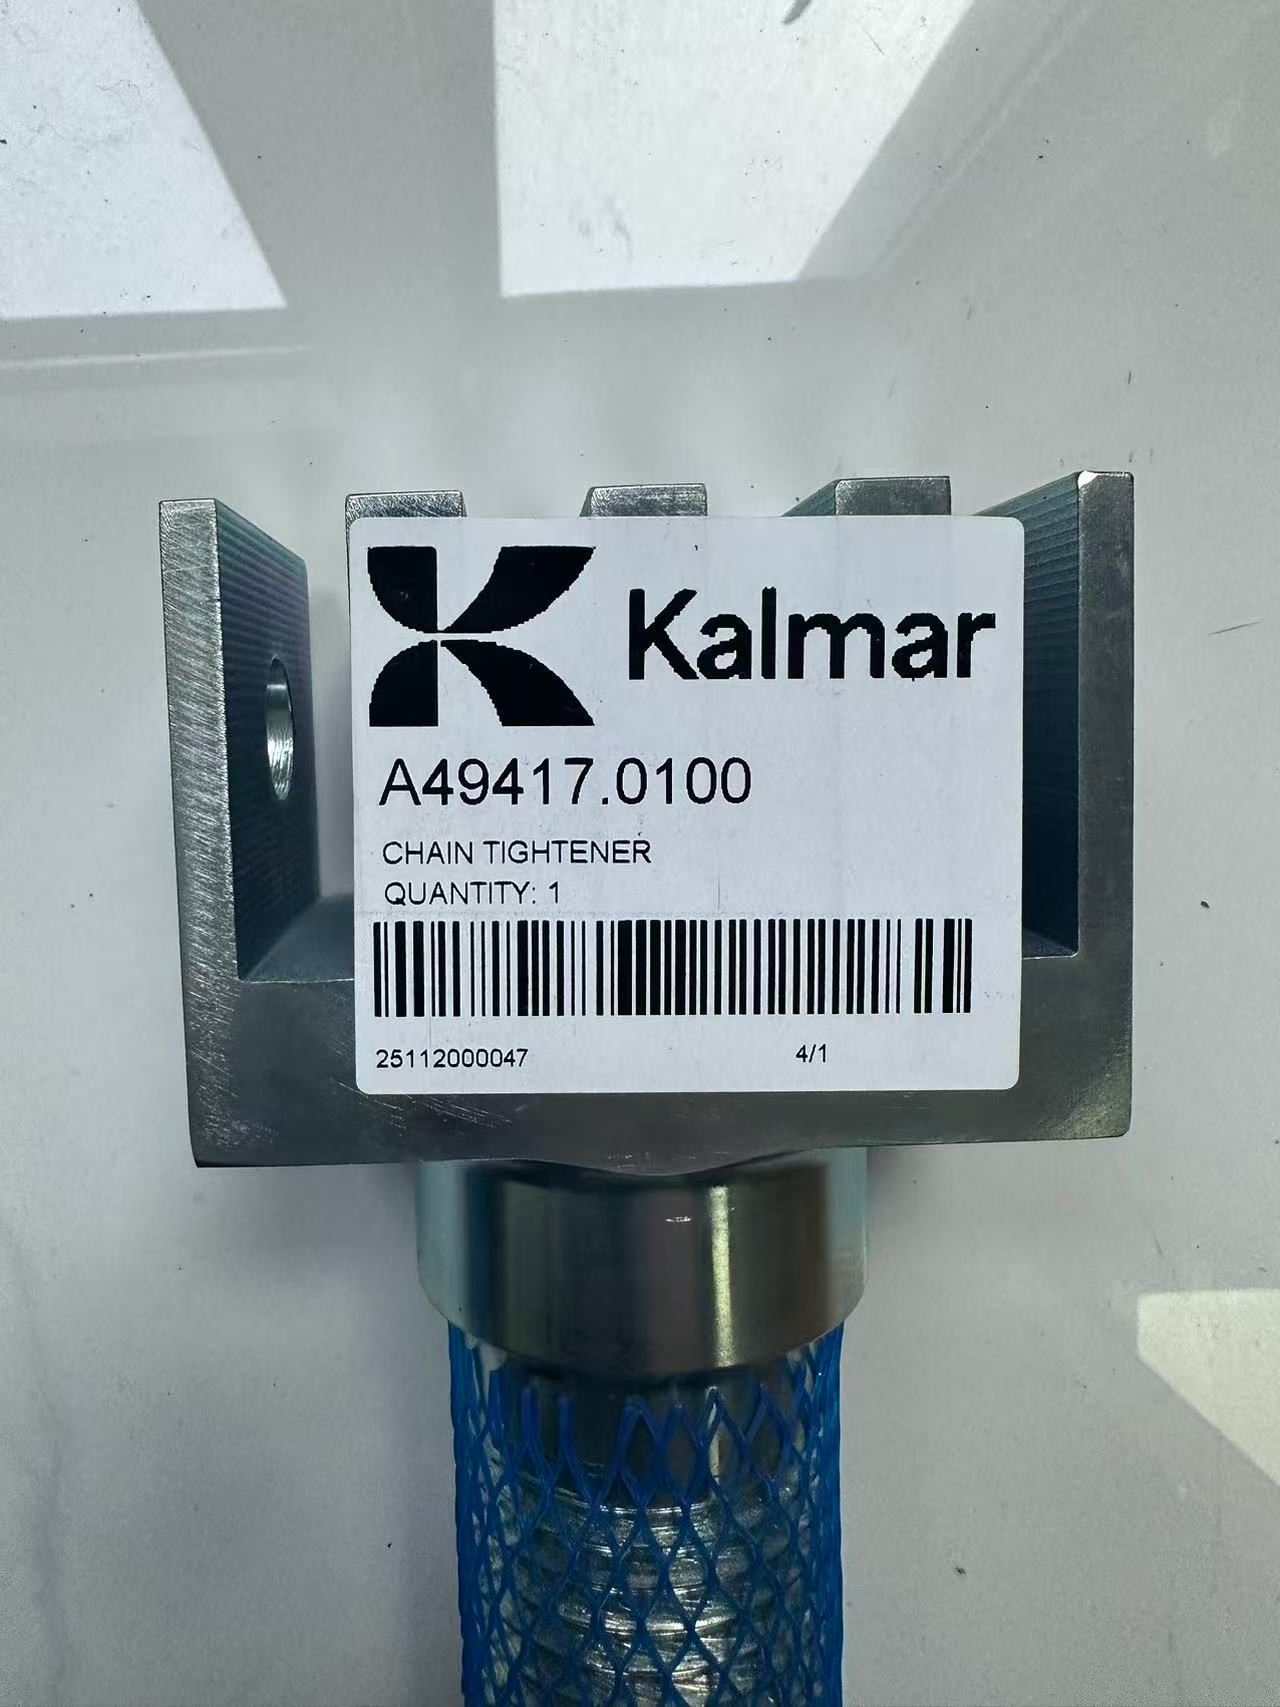 Kalmar
A49417.0100
CHAIN TIGHTENER
QUANTITY: 1
25112000047 4/1